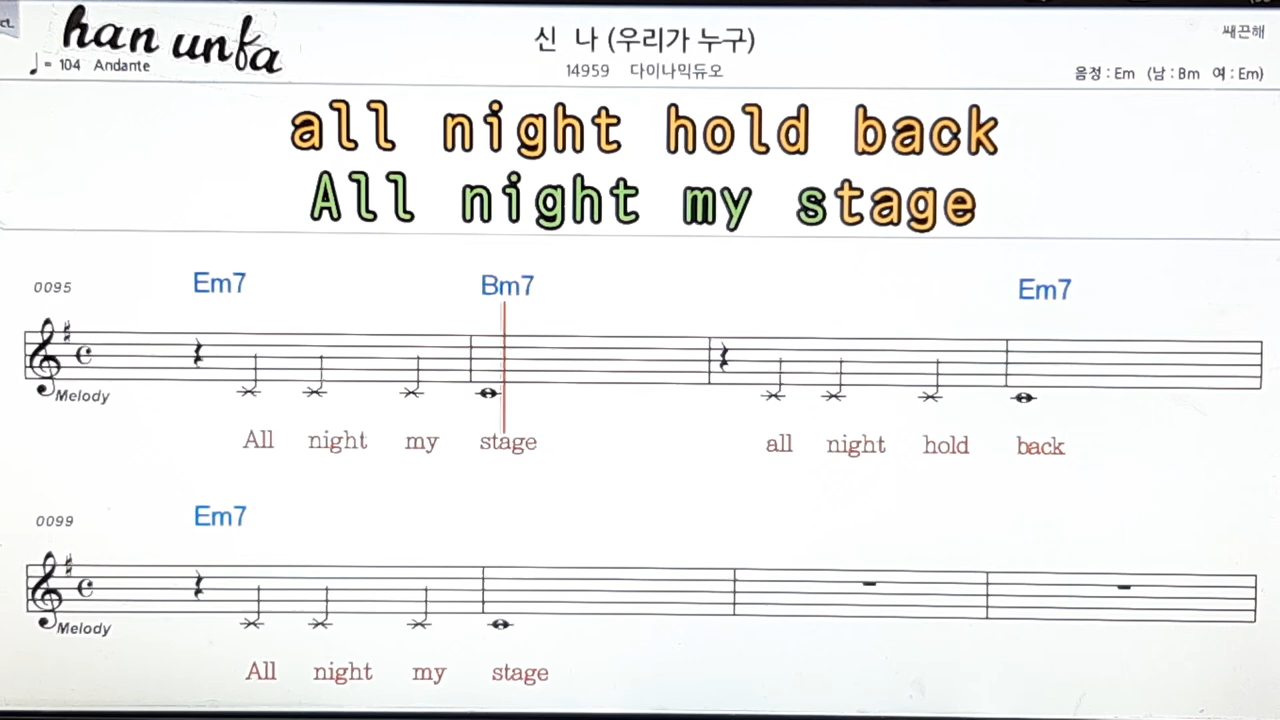 han unfa
♩= 104 Andante
신 나 (우리가 누구)
14959 다이나믹듀오
쌔끈해
음정 : Em (남 : Bm 여 : Em)
all night hold back
All night my stage
0095
Em7 Bm7 Em7
Melody
All night my stage all night hold back
0099
Em7
Melody
All night my stage